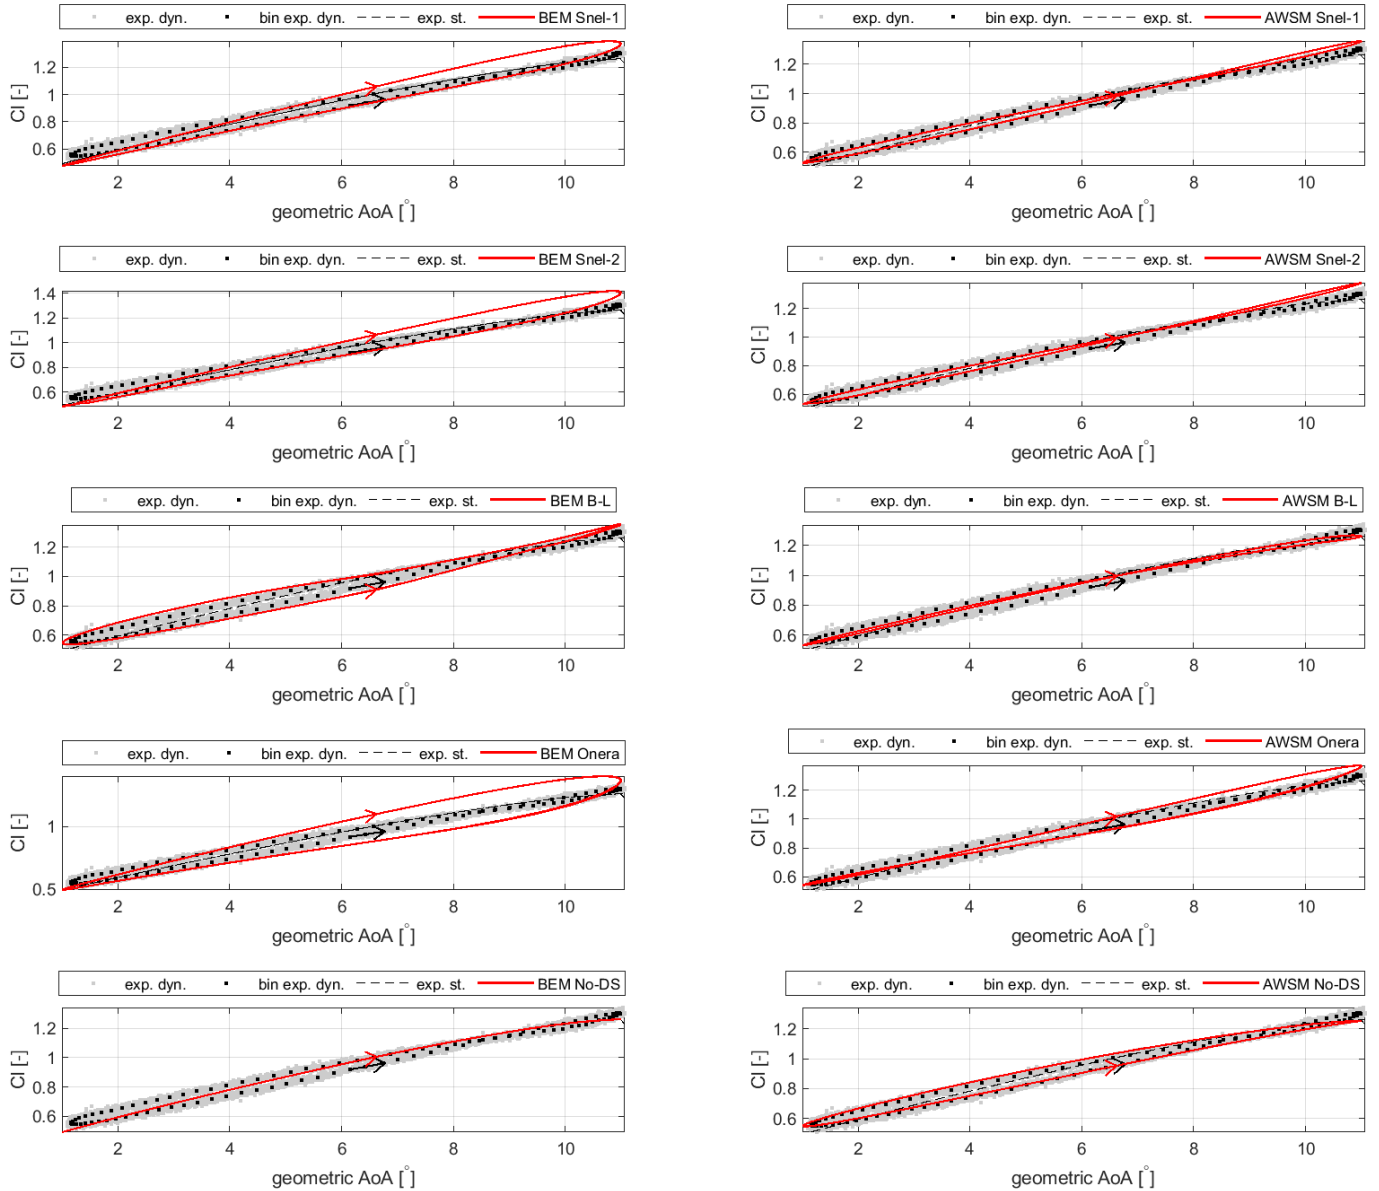 exp. dyn. bin exp. dyn. exp. st. BEM Snel-1
1.2
1
0.8
0.6
Cl [-]
2 4 6 8 10
geometric AoA [°]
exp. dyn. bin exp. dyn. exp. st. AWSM Snel-1
1.2
1
0.8
0.6
Cl [-]
2 4 6 8 10
geometric AoA [°]
exp. dyn. bin exp. dyn. exp. st. BEM Snel-2
1.4
1.2
1
0.8
0.6
Cl [-]
2 4 6 8 10
geometric AoA [°]
exp. dyn. bin exp. dyn. exp. st. AWSM Snel-2
1.2
1
0.8
0.6
Cl [-]
2 4 6 8 10
geometric AoA [°]
exp. dyn. bin exp. dyn. exp. st. BEM B-L
1.2
1
0.8
0.6
Cl [-]
2 4 6 8 10
geometric AoA [°]
exp. dyn. bin exp. dyn. exp. st. AWSM B-L
1.2
1
0.8
0.6
Cl [-]
2 4 6 8 10
geometric AoA [°]
exp. dyn. bin exp. dyn. exp. st. BEM Onera
1
0.5
Cl [-]
2 4 6 8 10
geometric AoA [°]
exp. dyn. bin exp. dyn. exp. st. AWSM Onera
1.2
1
0.8
0.6
Cl [-]
2 4 6 8 10
geometric AoA [°]
exp. dyn. bin exp. dyn. exp. st. BEM No-DS
1.2
1
0.8
0.6
Cl [-]
2 4 6 8 10
geometric AoA [°]
exp. dyn. bin exp. dyn. exp. st. AWSM No-DS
1.2
1
0.8
0.6
Cl [-]
2 4 6 8 10
geometric AoA [°]